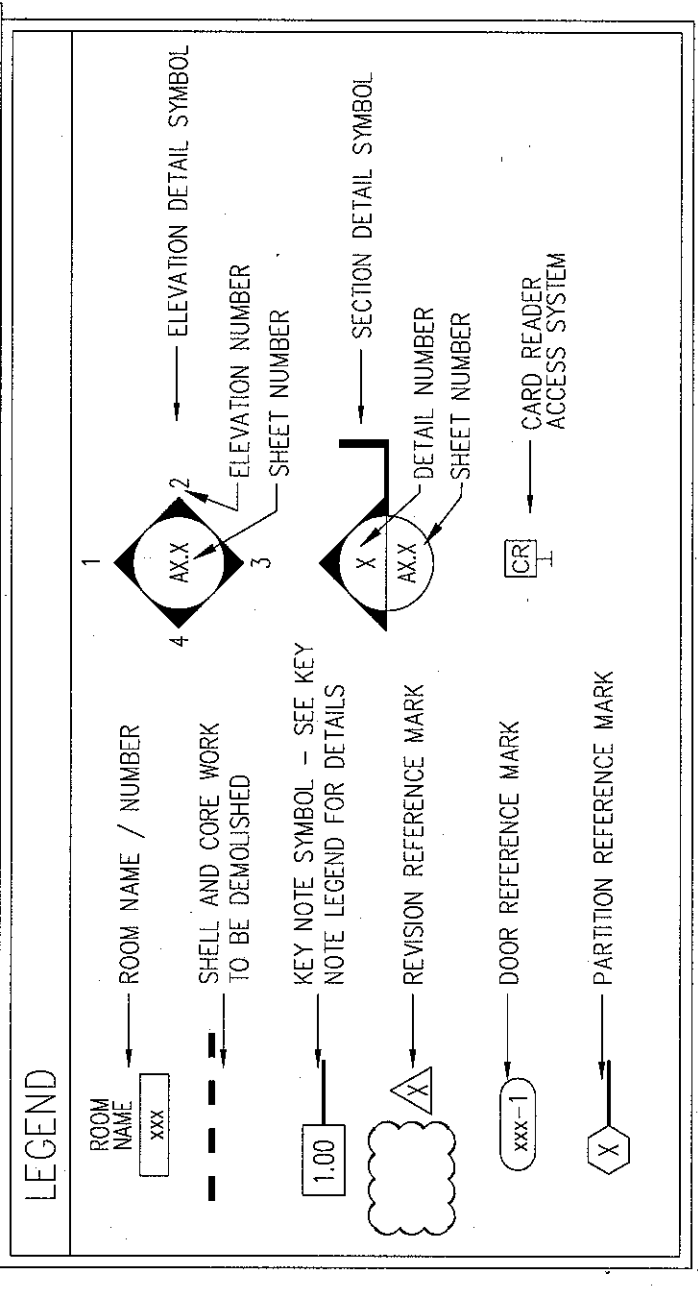 LEGEND
ROOM
NAME
xxx
ROOM NAME / NUMBER
SHELL AND CORE WORK
TO BE DEMOLISHED
1.00
KEY NOTE SYMBOL – SEE KEY
NOTE LEGEND FOR DETAILS
X
REVISION REFERENCE MARK
xxx-1
DOOR REFERENCE MARK
X
PARTITION REFERENCE MARK
1
2
3
4
AX.X
ELEVATION DETAIL SYMBOL
ELEVATION NUMBER
SHEET NUMBER
X
AX.X
SECTION DETAIL SYMBOL
DETAIL NUMBER
SHEET NUMBER
CR
CARD READER
ACCESS SYSTEM